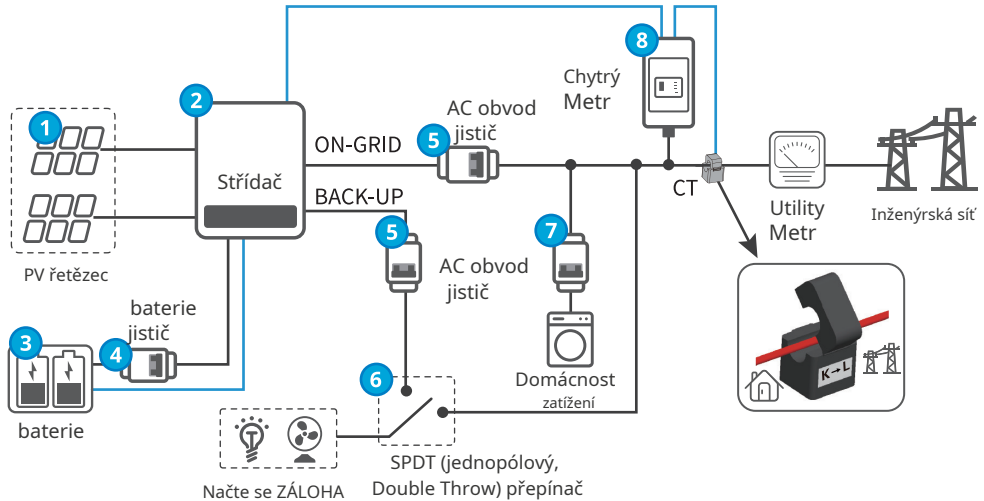 1
PV řetězec
2
Střídač
ON-GRID
BACK-UP
3
baterie
4
baterie
jistič
5
AC obvod
jistič
5
AC obvod
jistič
6
SPDT (jednopólový,
Double Throw) přepínač
Načte se ZÁLOHA
7
Domácnost
zatížení
8
Chytrý
Metr
CT
Utility
Metr
Inženýrská síť
K→L